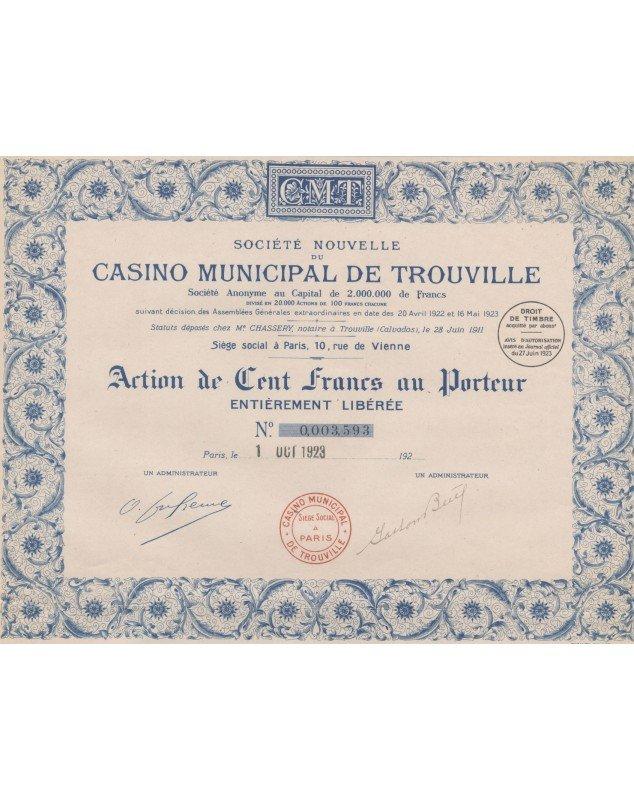 CMT
SOCIÉTÉ NOUVELLE
DU
CASINO MUNICIPAL DE TROUVILLE
Société Anonyme au Capital de 2.000.000 de Francs
DIVISÉ EN 20.000 ACTIONS DE 100 FRANCS CHACUNE
suivant décision des Assemblées Générales extraordinaires en date des 20 Avril 1922 et 16 Mai 1923
Statuts déposés chez Me CHASSERY, notaire à Trouville (Calvados), le 28 Juin 1911
Siège social à Paris, 10, rue de Vienne
DROIT
DE TIMBRE
acquitté par abont
AVIS D'AUTORISATION
inséré au Journal officiel
du 27 Juin 1923
Action de Cent Francs au Porteur
ENTIÈREMENT LIBÉRÉE
No 0,003,593
Paris, le 1 OCT 1923 192
UN ADMINISTRATEUR
UN ADMINISTRATEUR
CASINO MUNICIPAL
SIÈGE SOCIAL
A
PARIS
DE TROUVILLE